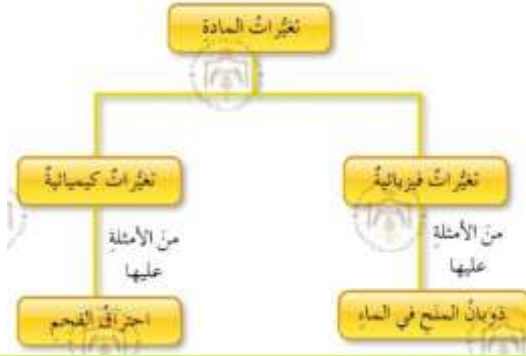 تغيُّراتُ المادةِ
تغيُّراتٌ فيزيائيةٌ
تغيُّراتٌ كيميائيةٌ
منَ الأمثلةِ
عليها
منَ الأمثلةِ
عليها
ذوبانُ الملحِ في الماءِ
احتراقُ الفحمِ